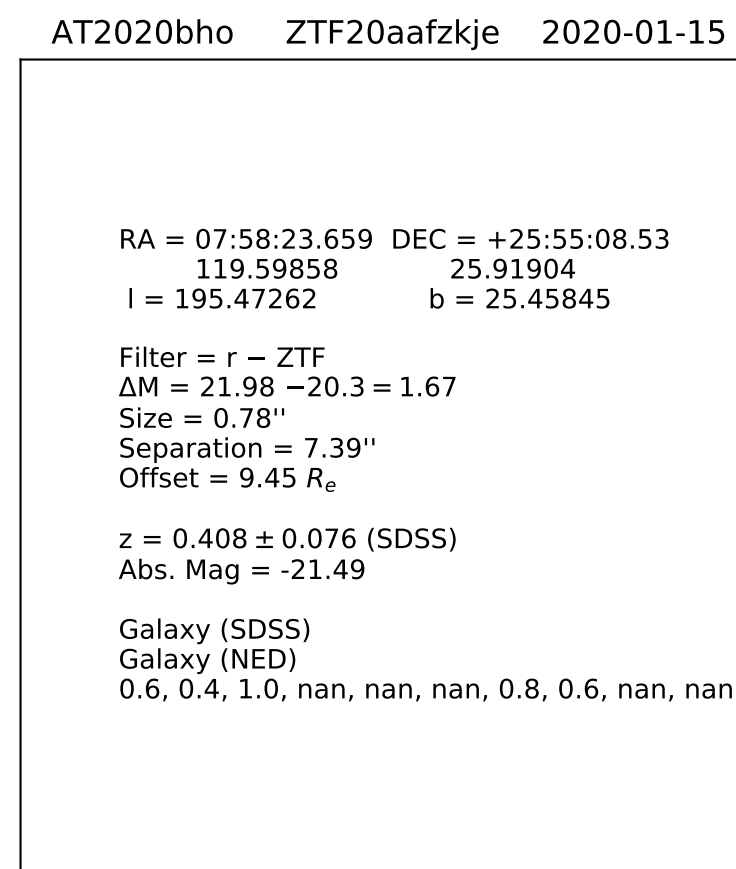 AT2020bho ZTF20aafzkje 2020-01-15
RA = 07:58:23.659 DEC = +25:55:08.53
119.59858 25.91904
l = 195.47262 b = 25.45845
Filter = r − ZTF
ΔM = 21.98 −20.3 = 1.67
Size = 0.78''
Separation = 7.39''
Offset = 9.45 Re
z = 0.408 ± 0.076 (SDSS)
Abs. Mag = -21.49
Galaxy (SDSS)
Galaxy (NED)
0.6, 0.4, 1.0, nan, nan, nan, 0.8, 0.6, nan, nan